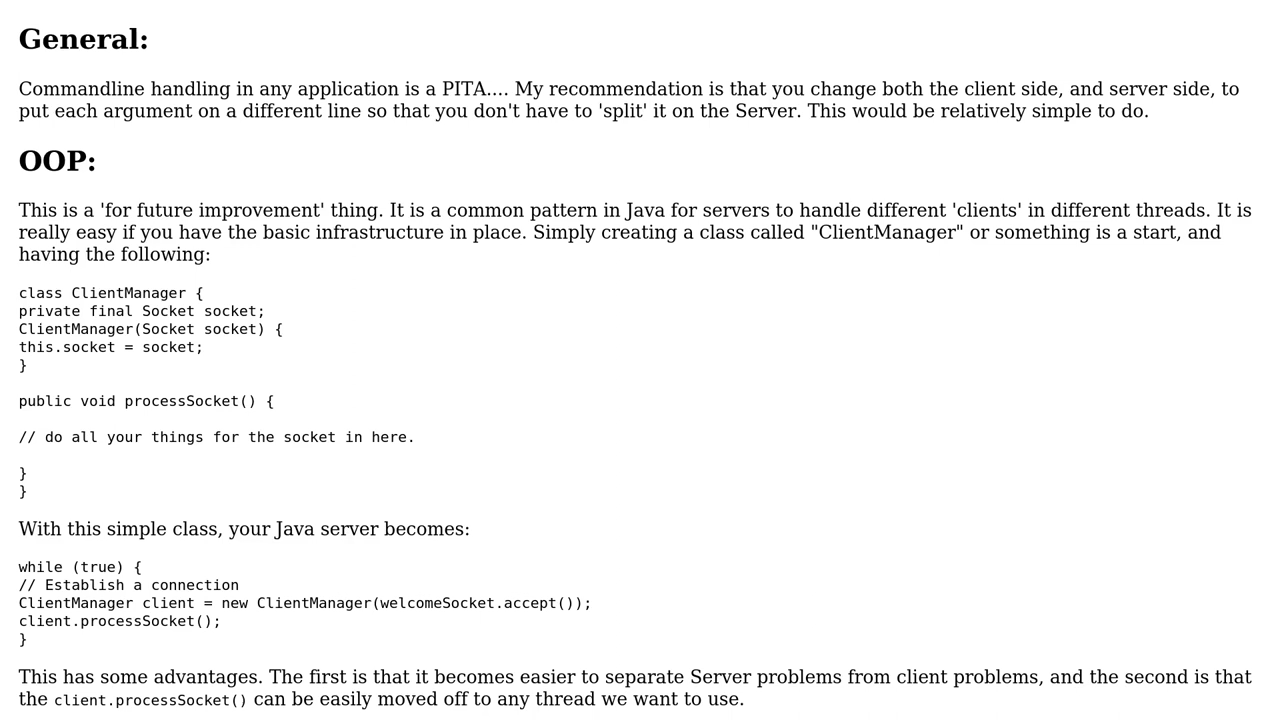 General:
Commandline handling in any application is a PITA.... My recommendation is that you change both the client side, and server side, to
put each argument on a different line so that you don't have to 'split' it on the Server. This would be relatively simple to do.
OOP:
This is a 'for future improvement' thing. It is a common pattern in Java for servers to handle different 'clients' in different threads. It is
really easy if you have the basic infrastructure in place. Simply creating a class called "ClientManager" or something is a start, and
having the following:
class ClientManager {
private final Socket socket;
ClientManager(Socket socket) {
this.socket = socket;
}
public void processSocket() {
// do all your things for the socket in here.
}
}
With this simple class, your Java server becomes:
while (true) {
// Establish a connection
ClientManager client = new ClientManager(welcomeSocket.accept());
client.processSocket();
}
This has some advantages. The first is that it becomes easier to separate Server problems from client problems, and the second is that
the client.processSocket() can be easily moved off to any thread we want to use.